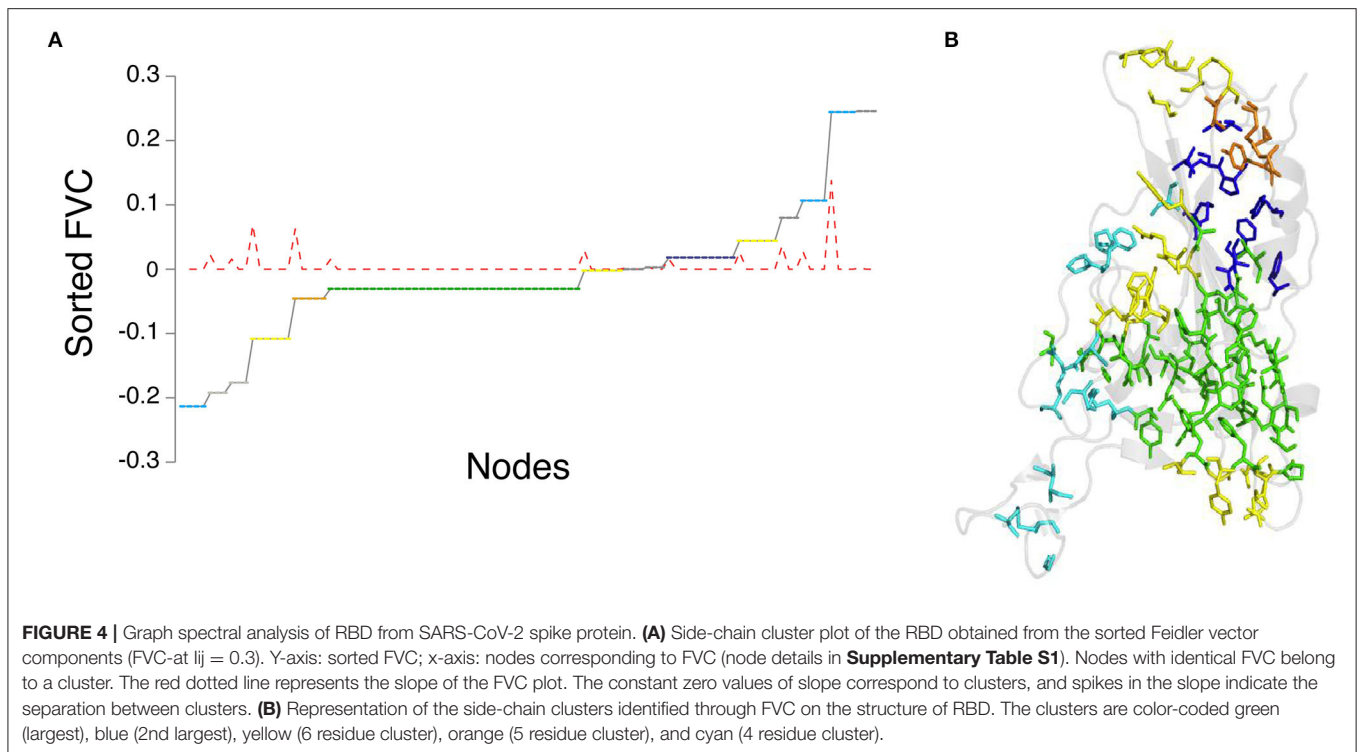 A
B
0.3
0.2
0.1
0
-0.1
-0.2
-0.3
Sorted FVC
Nodes
FIGURE 4 | Graph spectral analysis of RBD from SARS-CoV-2 spike protein. (A) Side-chain cluster plot of the RBD obtained from the sorted Feidler vector
components (FVC-at Iij = 0.3). Y-axis: sorted FVC; x-axis: nodes corresponding to FVC (node details in Supplementary Table S1). Nodes with identical FVC belong
to a cluster. The red dotted line represents the slope of the FVC plot. The constant zero values of slope correspond to clusters, and spikes in the slope indicate the
separation between clusters. (B) Representation of the side-chain clusters identified through FVC on the structure of RBD. The clusters are color-coded green
(largest), blue (2nd largest), yellow (6 residue cluster), orange (5 residue cluster), and cyan (4 residue cluster).